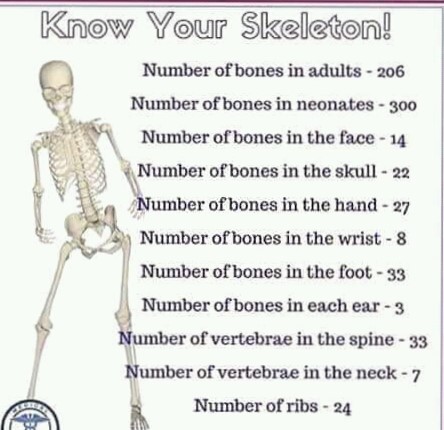 Know Your Skeleton!
Number of bones in adults - 206
Number of bones in neonates - 300
Number of bones in the face - 14
Number of bones in the skull - 22
Number of bones in the hand - 27
Number of bones in the wrist - 8
Number of bones in the foot - 33
Number of bones in each ear - 3
Number of vertebrae in the spine - 33
Number of vertebrae in the neck - 7
Number of ribs - 24
MEDICAL